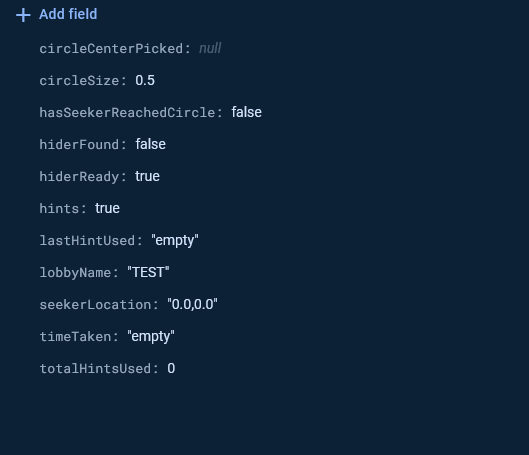 + Add field
circleCenterPicked: null
circleSize: 0.5
hasSeekerReachedCircle: false
hiderFound: false
hiderReady: true
hints: true
lastHintUsed: "empty"
lobbyName: "TEST"
seekerLocation: "0.0,0.0"
timeTaken: "empty"
totalHintsUsed: 0